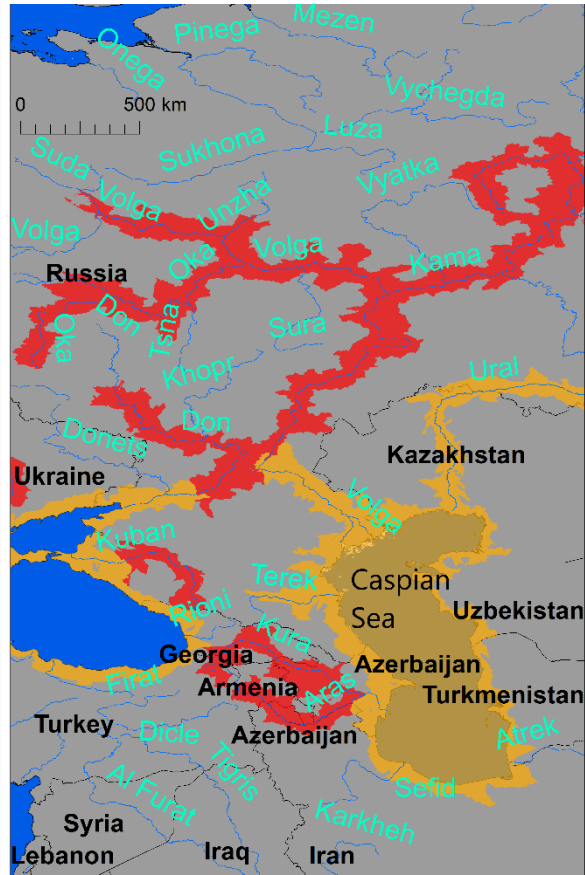 Onega
Pinega
Mezen
0
500 km
Vychegda
Luza
Sukhona
Vyatka
Suda
Volga
Unzha
Volga
Oka
Volga
Kama
Russia
Don
Oka
Tsna
Sura
Khopr
Ural
Don
Donets
Kazakhstan
Ukraine
Volga
Kuban
Terek
Caspian
Sea
Rioni
Kura
Uzbekistan
Georgia
Azerbaijan
Firat
Armenia
Aras
Turkmenistan
Turkey
Dicle
Azerbaijan
Atrek
Tigris
Al Furat
Sefid
Karkheh
Syria
Lebanon
Iraq
Iran